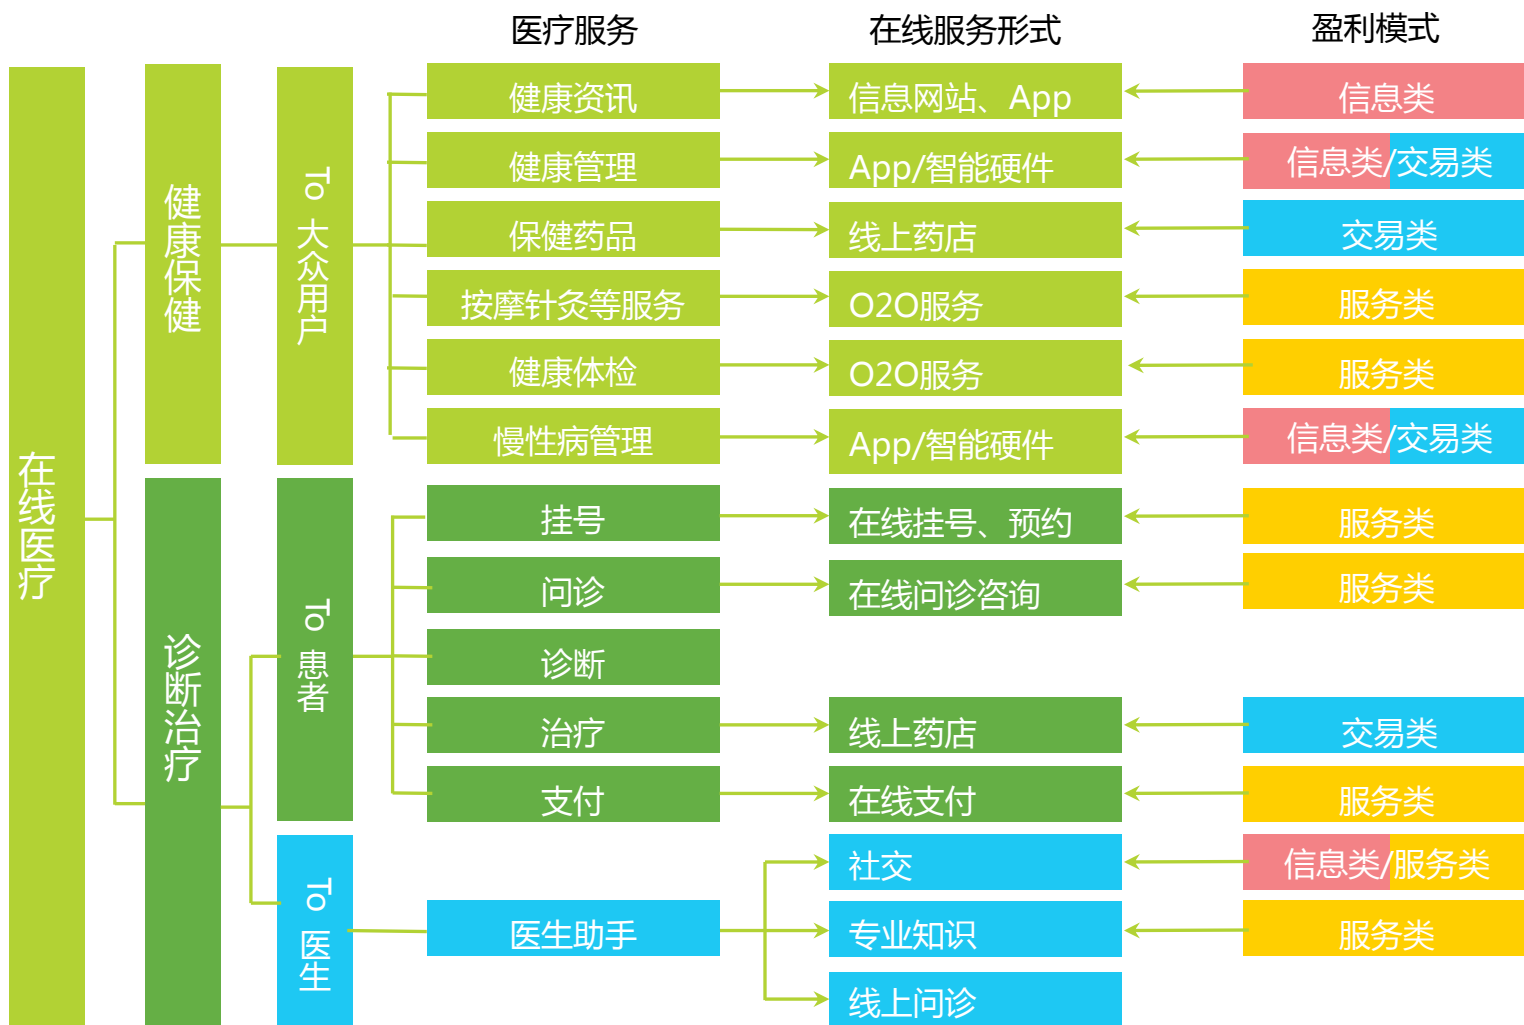 医疗服务
在线服务形式
盈利模式
在线医疗
健康保健
To 大众用户
健康资讯
信息网站、App
信息类
健康管理
App/智能硬件
信息类/交易类
保健药品
线上药店
交易类
按摩针灸等服务
O2O服务
服务类
健康体检
O2O服务
服务类
慢性病管理
App/智能硬件
信息类/交易类
诊断治疗
To 患者
挂号
在线挂号、预约
服务类
问诊
在线问诊咨询
服务类
诊断
治疗
线上药店
交易类
支付
在线支付
服务类
To 医生
医生助手
社交
信息类/服务类
专业知识
服务类
线上问诊